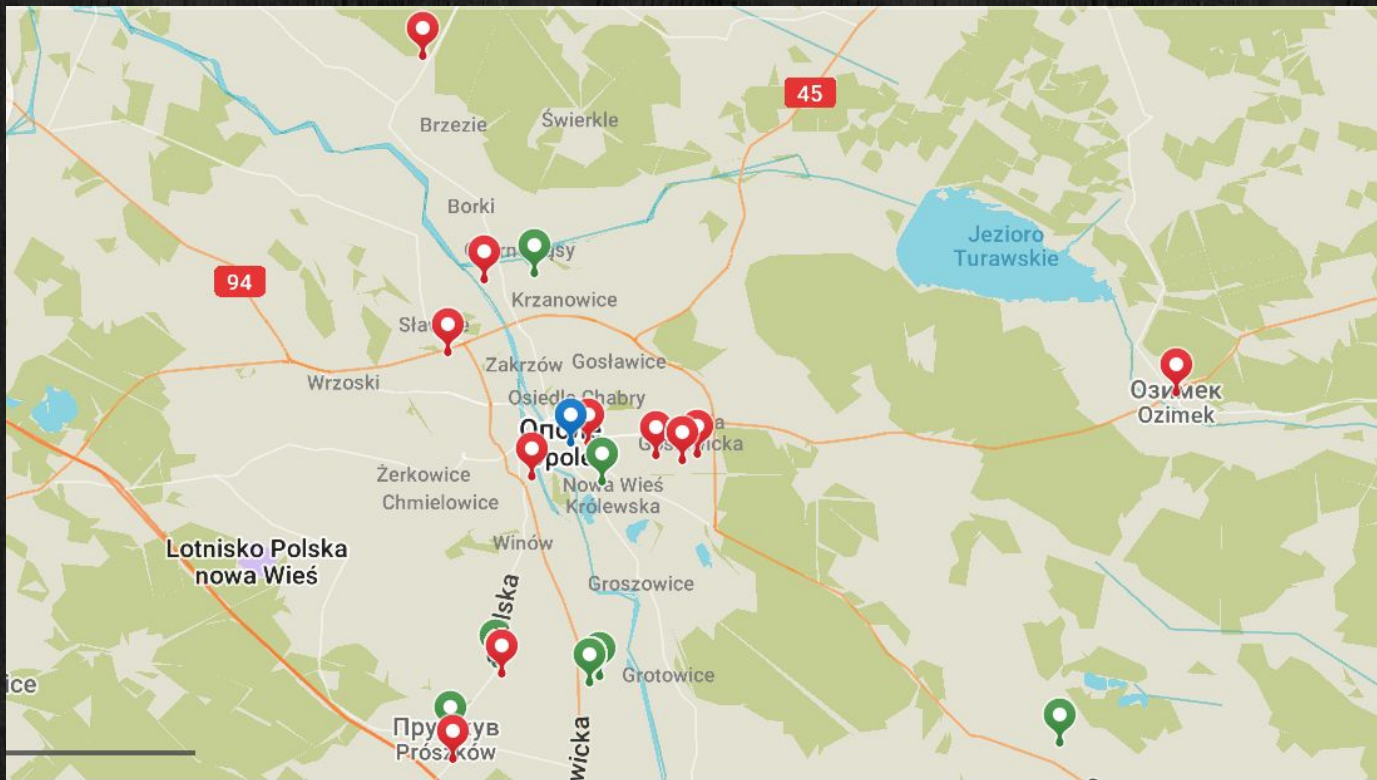 45
Brzezie
Świerkle
Borki
Jezioro
Turawskie
94
Krzanowice
Zakrzów
Gosławice
Wrzoski
Osiedle Chabry
Озимек
Ozimek
Żerkowice
Chmielowice
Nowa Wieś
Królewska
Winów
Lotnisko Polska
nowa Wieś
Groszowice
Grotowice
Prószków